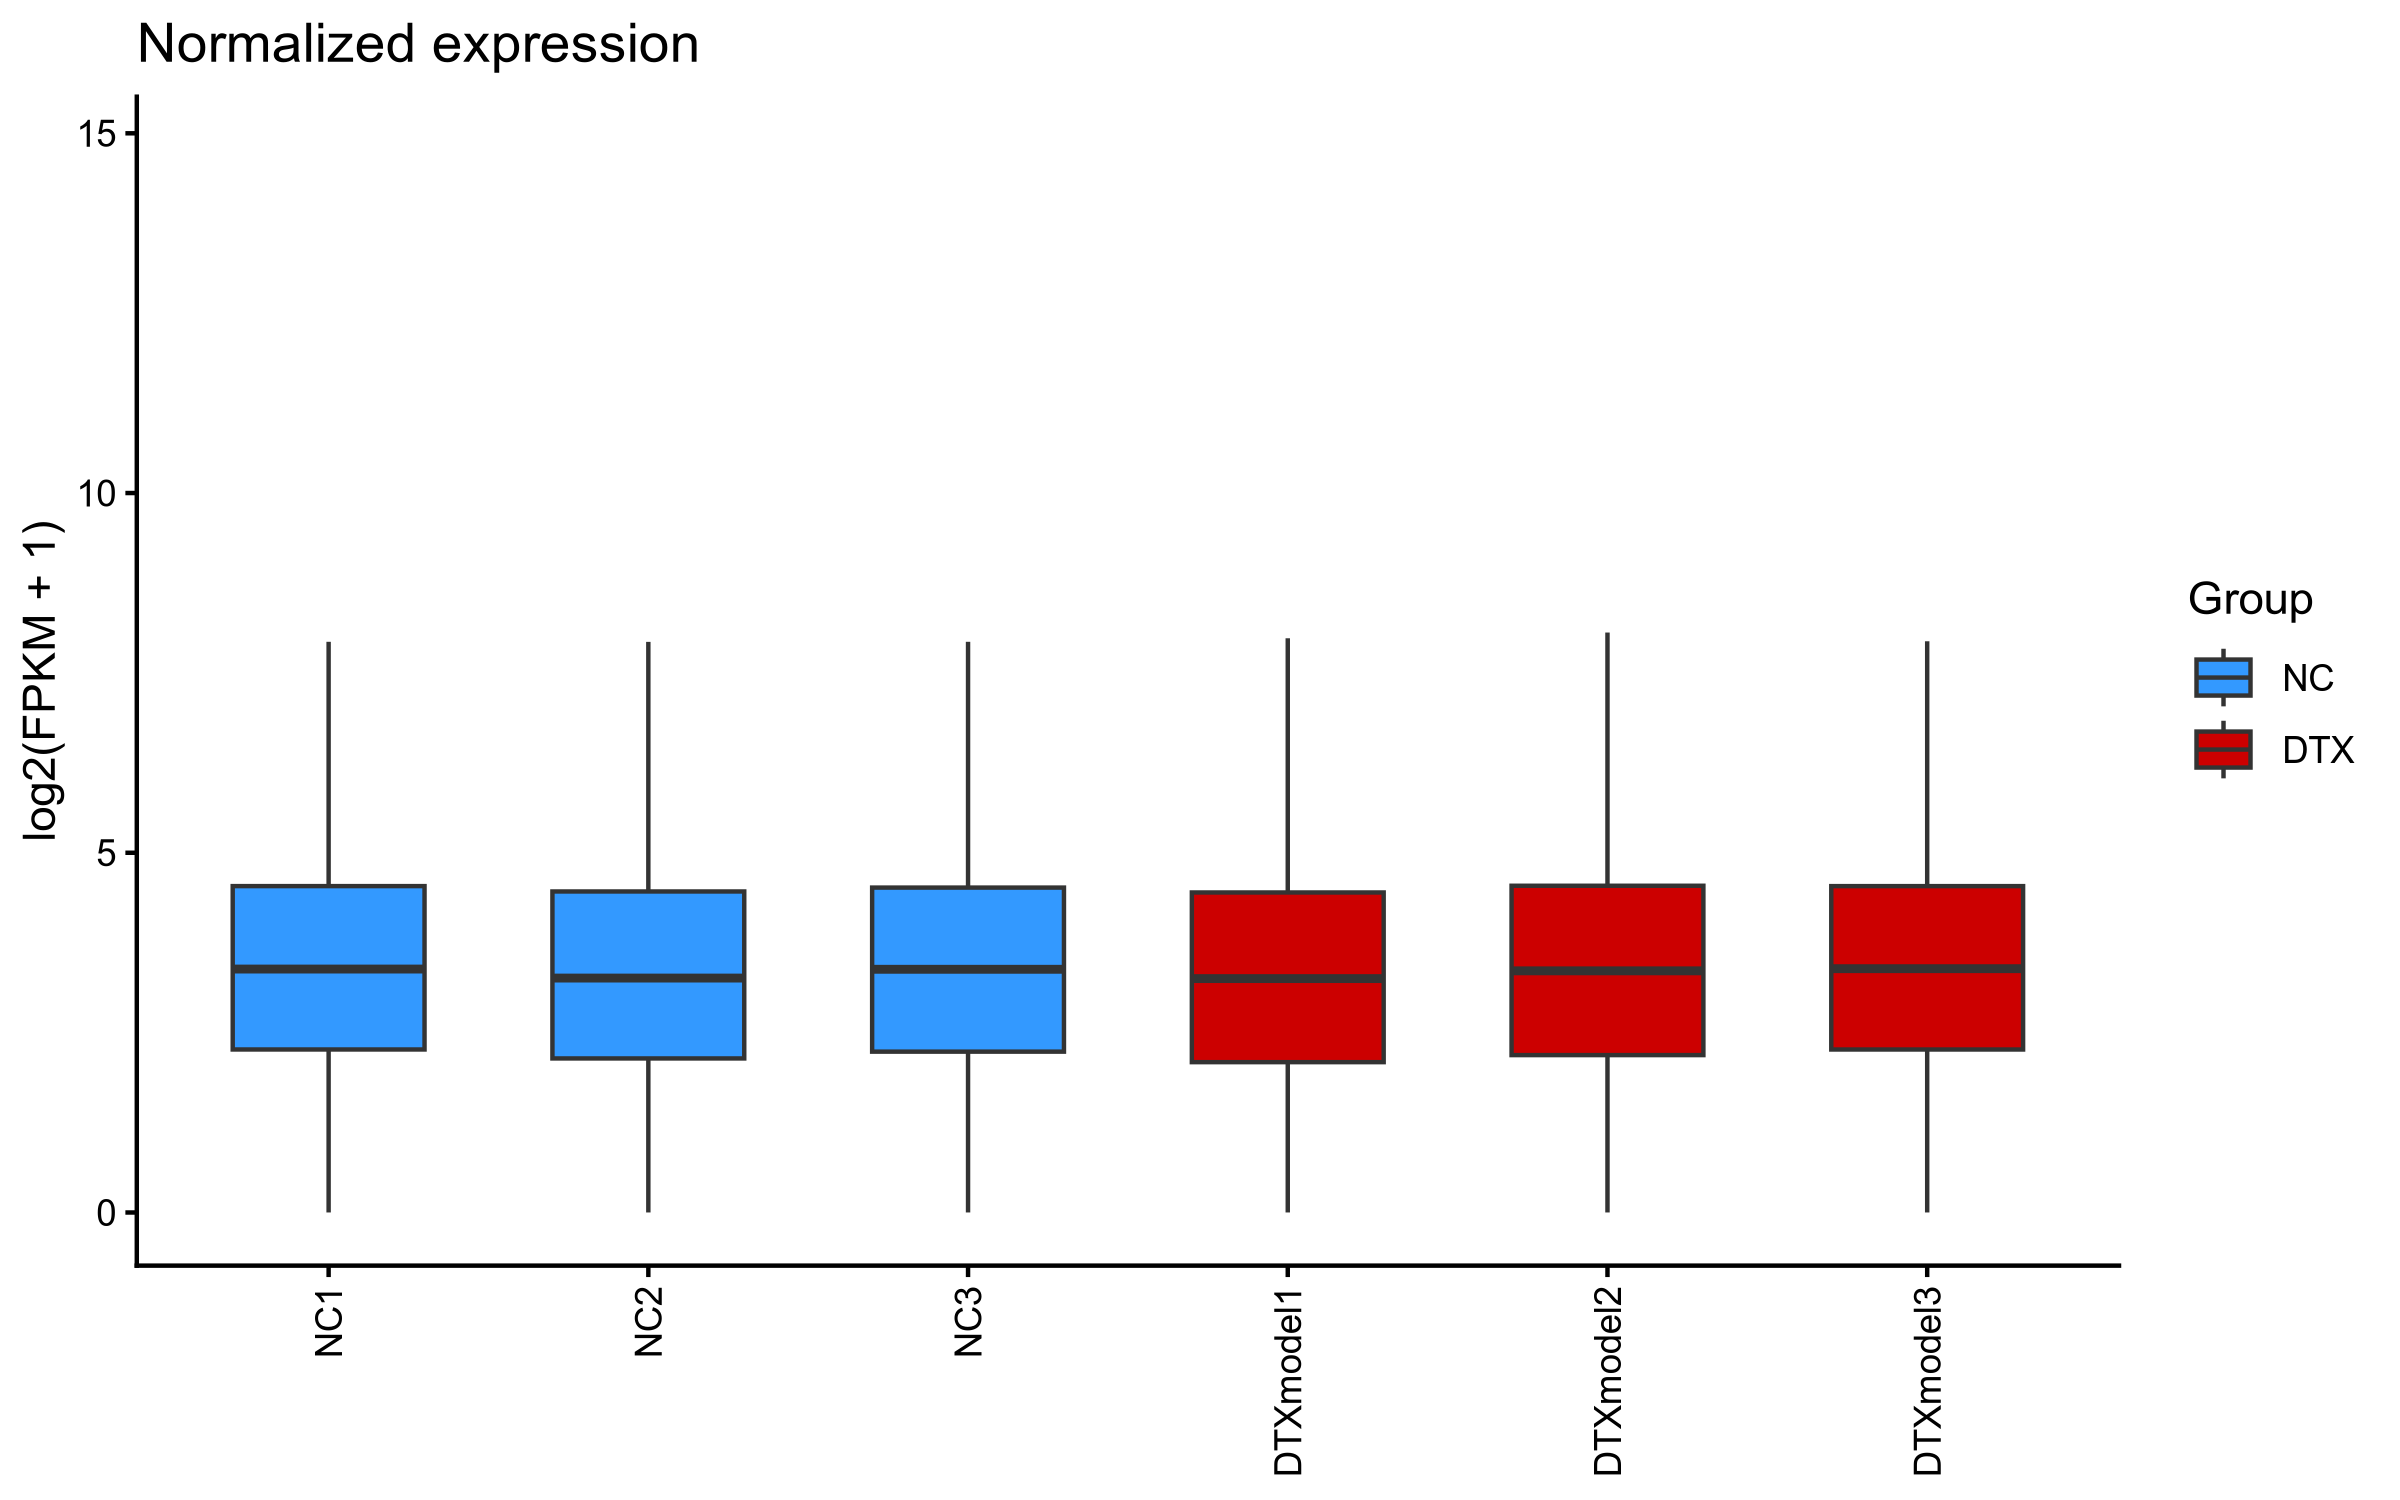 Normalized expression
log2(FPKM + 1)
15
10
5
0
NC1
NC2
NC3
DTXmodel1
DTXmodel2
DTXmodel3
Group
NC
DTX